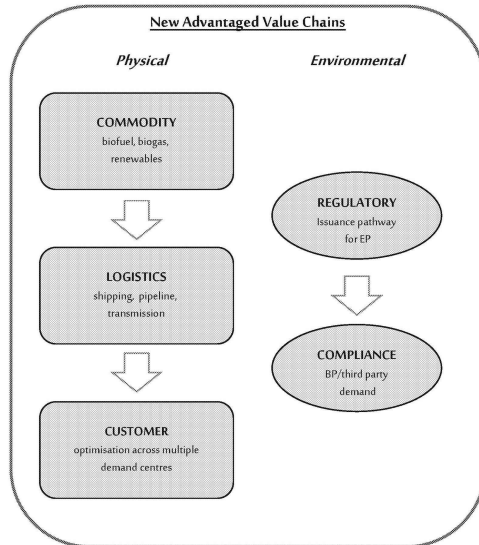 New Advantaged Value Chains
Physical
Environmental
COMMODITY
biofuel, biogas,
renewables
LOGISTICS
shipping, pipeline,
transmission
CUSTOMER
optimisation across multiple
demand centres
REGULATORY
Issuance pathway
for EP
COMPLIANCE
BP/third party
demand